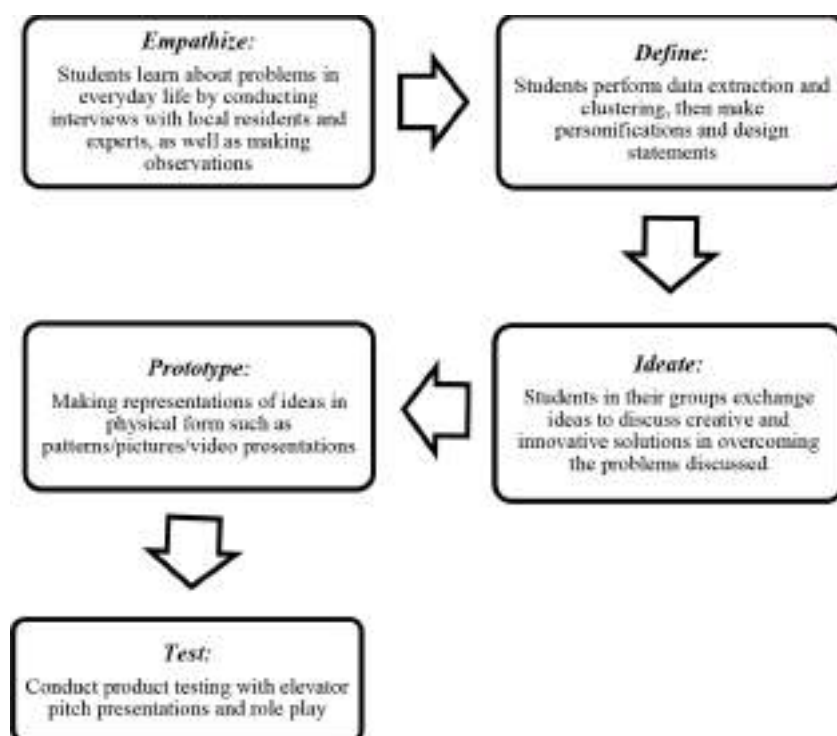 Empathize:
Students learn about problems in
everyday life by conducting
interviews with local residents and
experts, as well as making
observations
Define:
Students perform data extraction and
clustering, then make
personifications and design
statements
Ideate:
Students in their groups exchange
ideas to discuss creative and
innovative solutions in overcoming
the problems discussed
Prototype:
Making representations of ideas in
physical form such as
patterns/pictures/video presentations
Test:
Conduct product testing with elevator
pitch presentations and role play